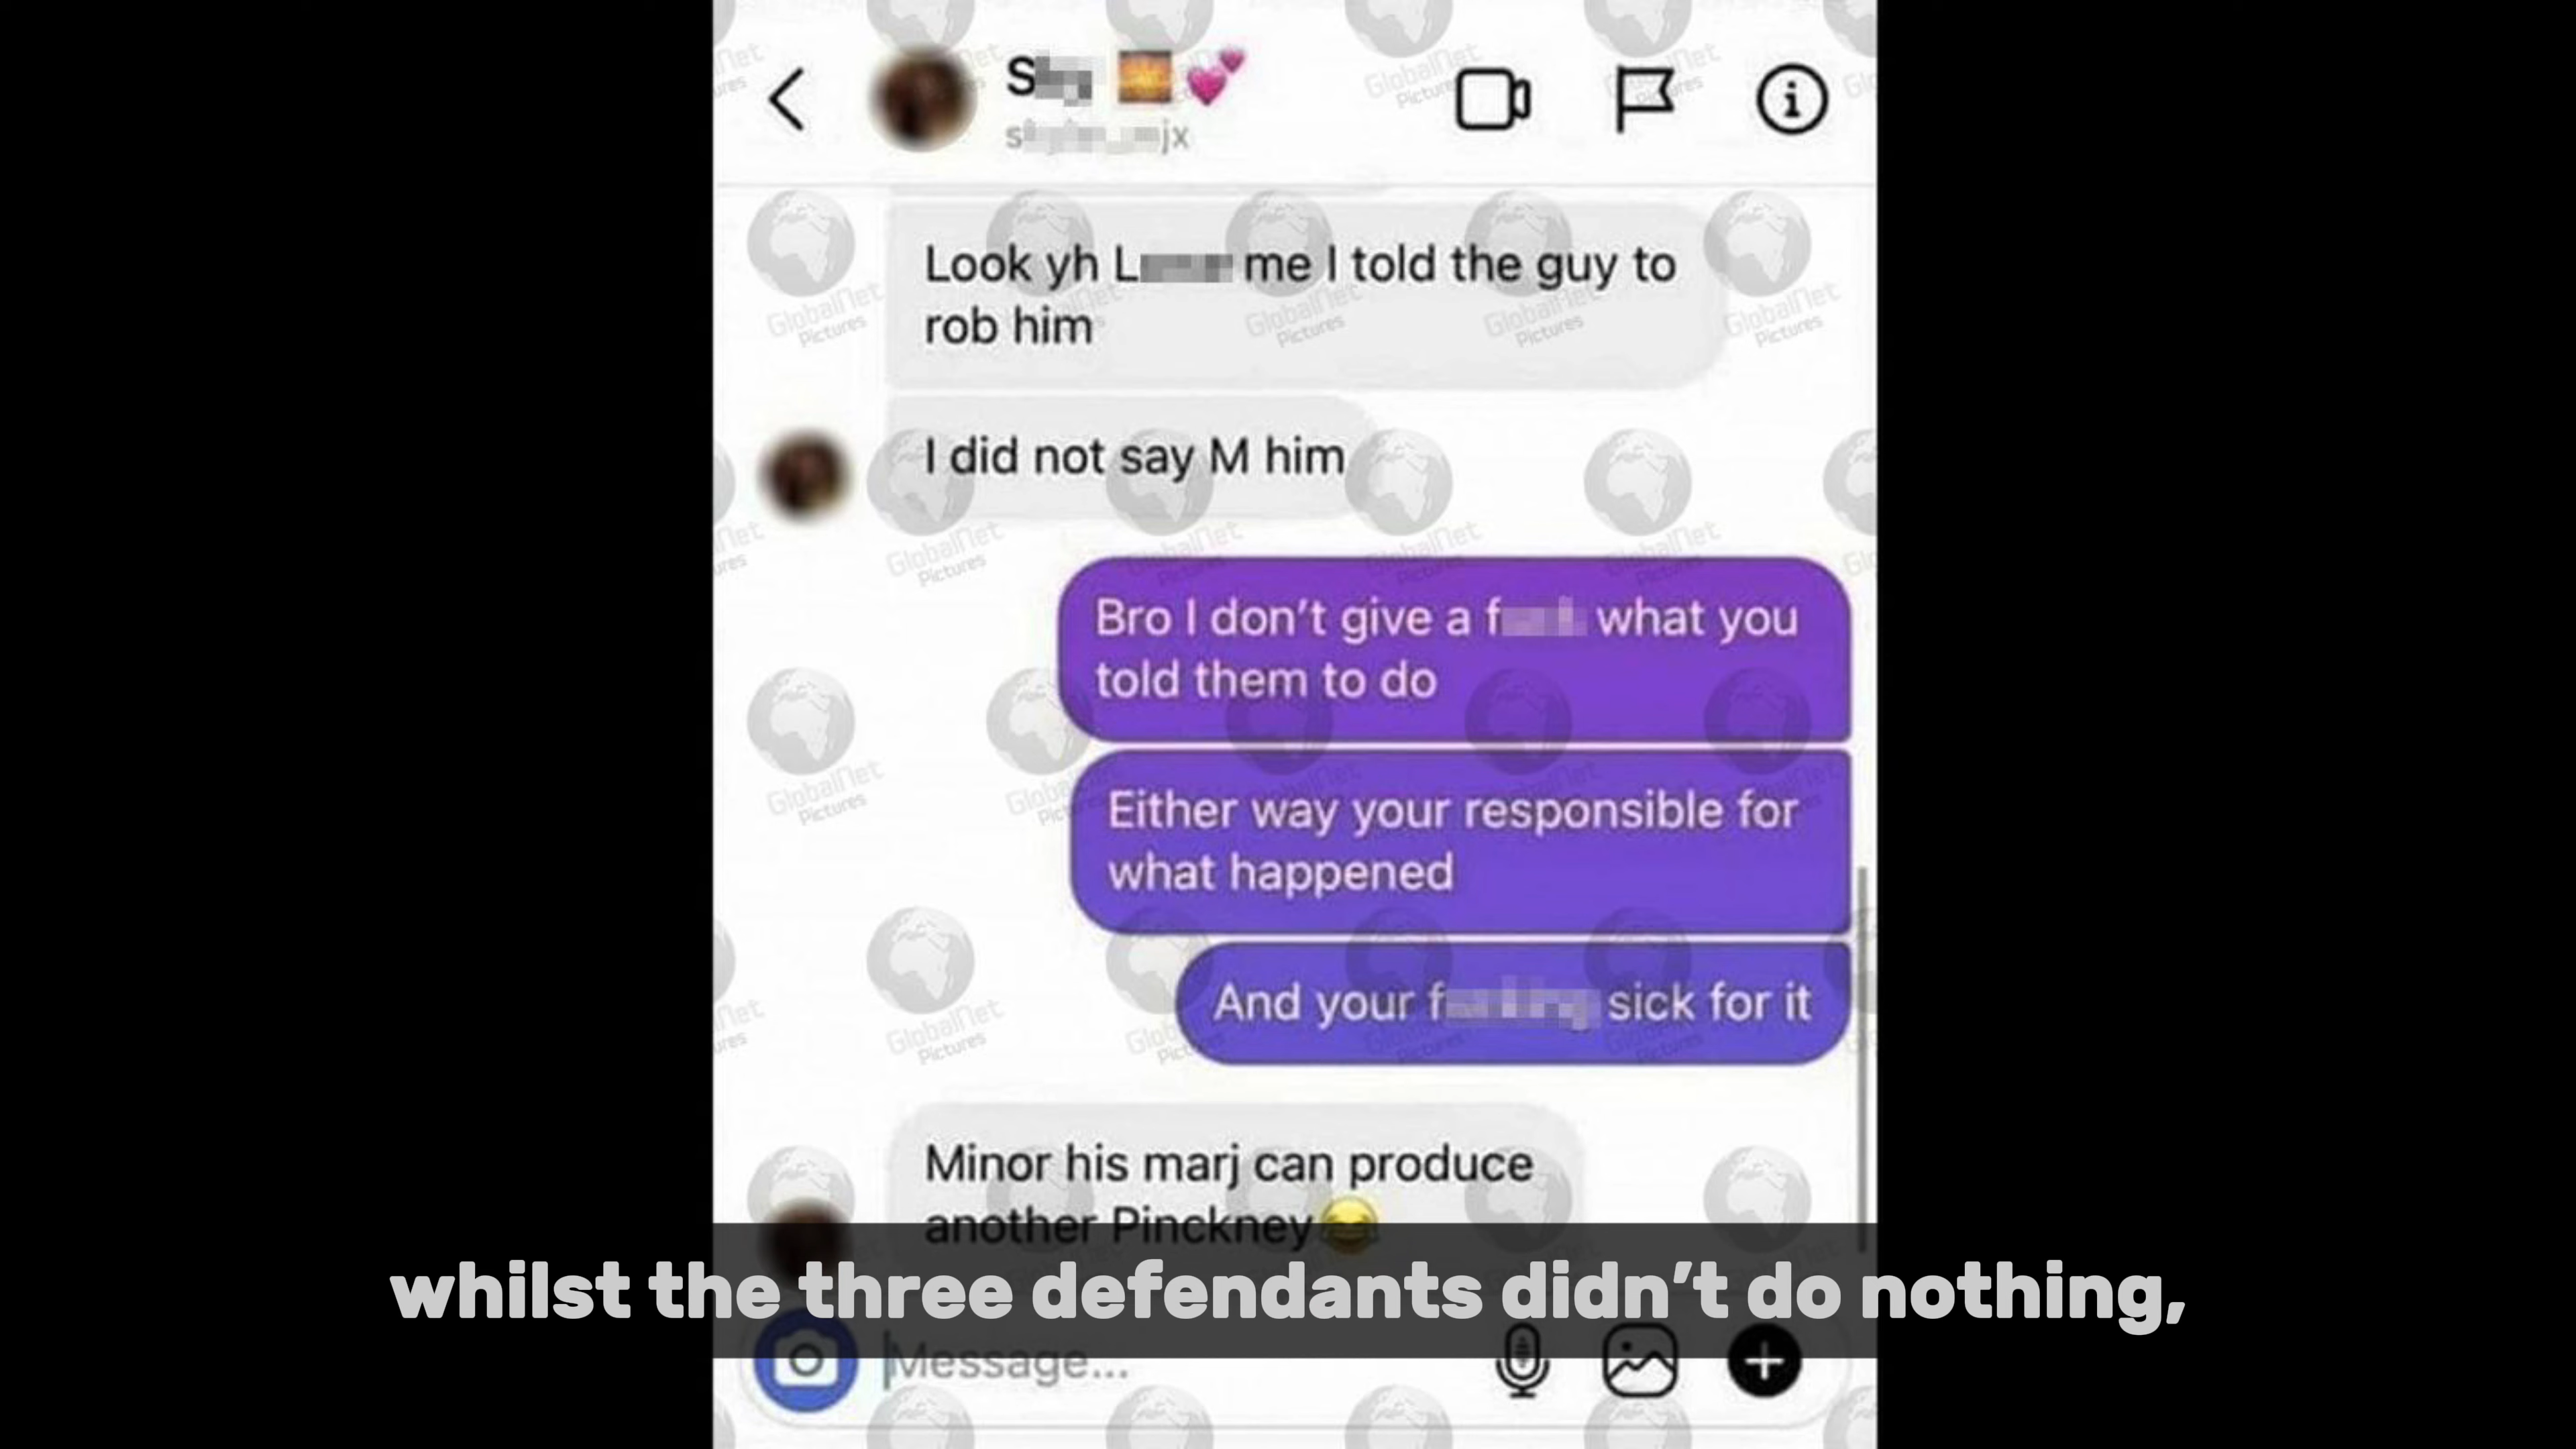 Look yh me I told the guy to
rob him
I did not say M him
Bro I don't give a what you
told them to do
Either way your responsible for
what happened
And your sick for it
Minor his marj can produce
another Pinckney😂
whilst the three defendants didn't do nothing,
Message...
GlobalNet
Pictures